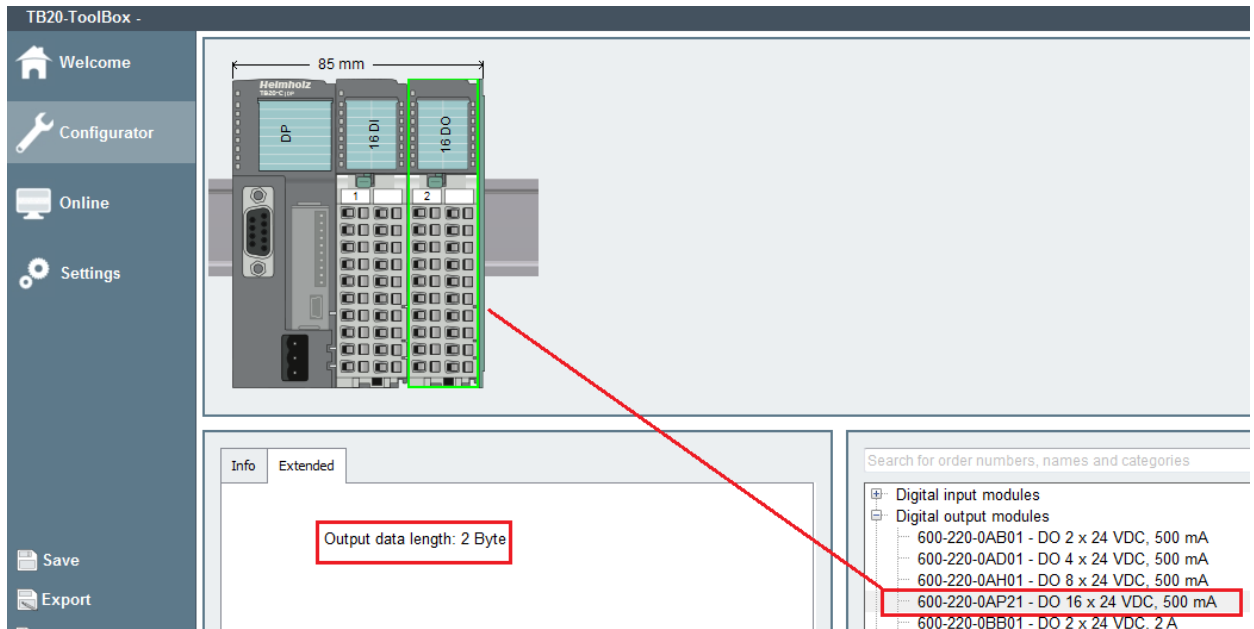 TB20-ToolBox -
Welcome
Configurator
Online
Settings
Save
Export
85 mm
Helmholz
TB20-C | DP
DP
16 DI
16 DO
1
2
Info
Extended
Output data length: 2 Byte
Search for order numbers, names and categories
Digital input modules
Digital output modules
600-220-0AB01 - DO 2 x 24 VDC, 500 mA
600-220-0AD01 - DO 4 x 24 VDC, 500 mA
600-220-0AH01 - DO 8 x 24 VDC, 500 mA
600-220-0AP21 - DO 16 x 24 VDC, 500 mA
600-220-0BB01 - DO 2 x 24 VDC, 2 A